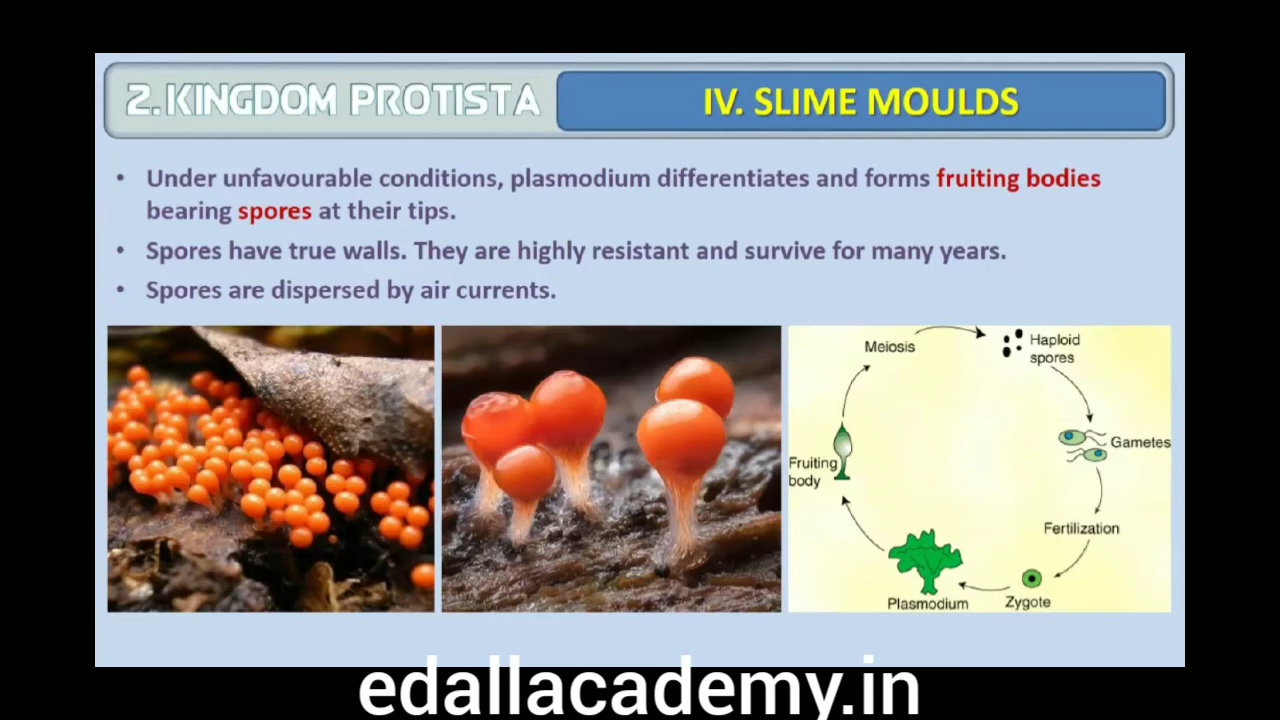 2. KINGDOM PROTISTA
IV. SLIME MOULDS
• Under unfavourable conditions, plasmodium differentiates and forms fruiting bodies
bearing spores at their tips.
• Spores have true walls. They are highly resistant and survive for many years.
• Spores are dispersed by air currents.
Meiosis
Haploid
spores
Gametes
Fertilization
Zygote
Plasmodium
Fruiting
body
edallacademy.in